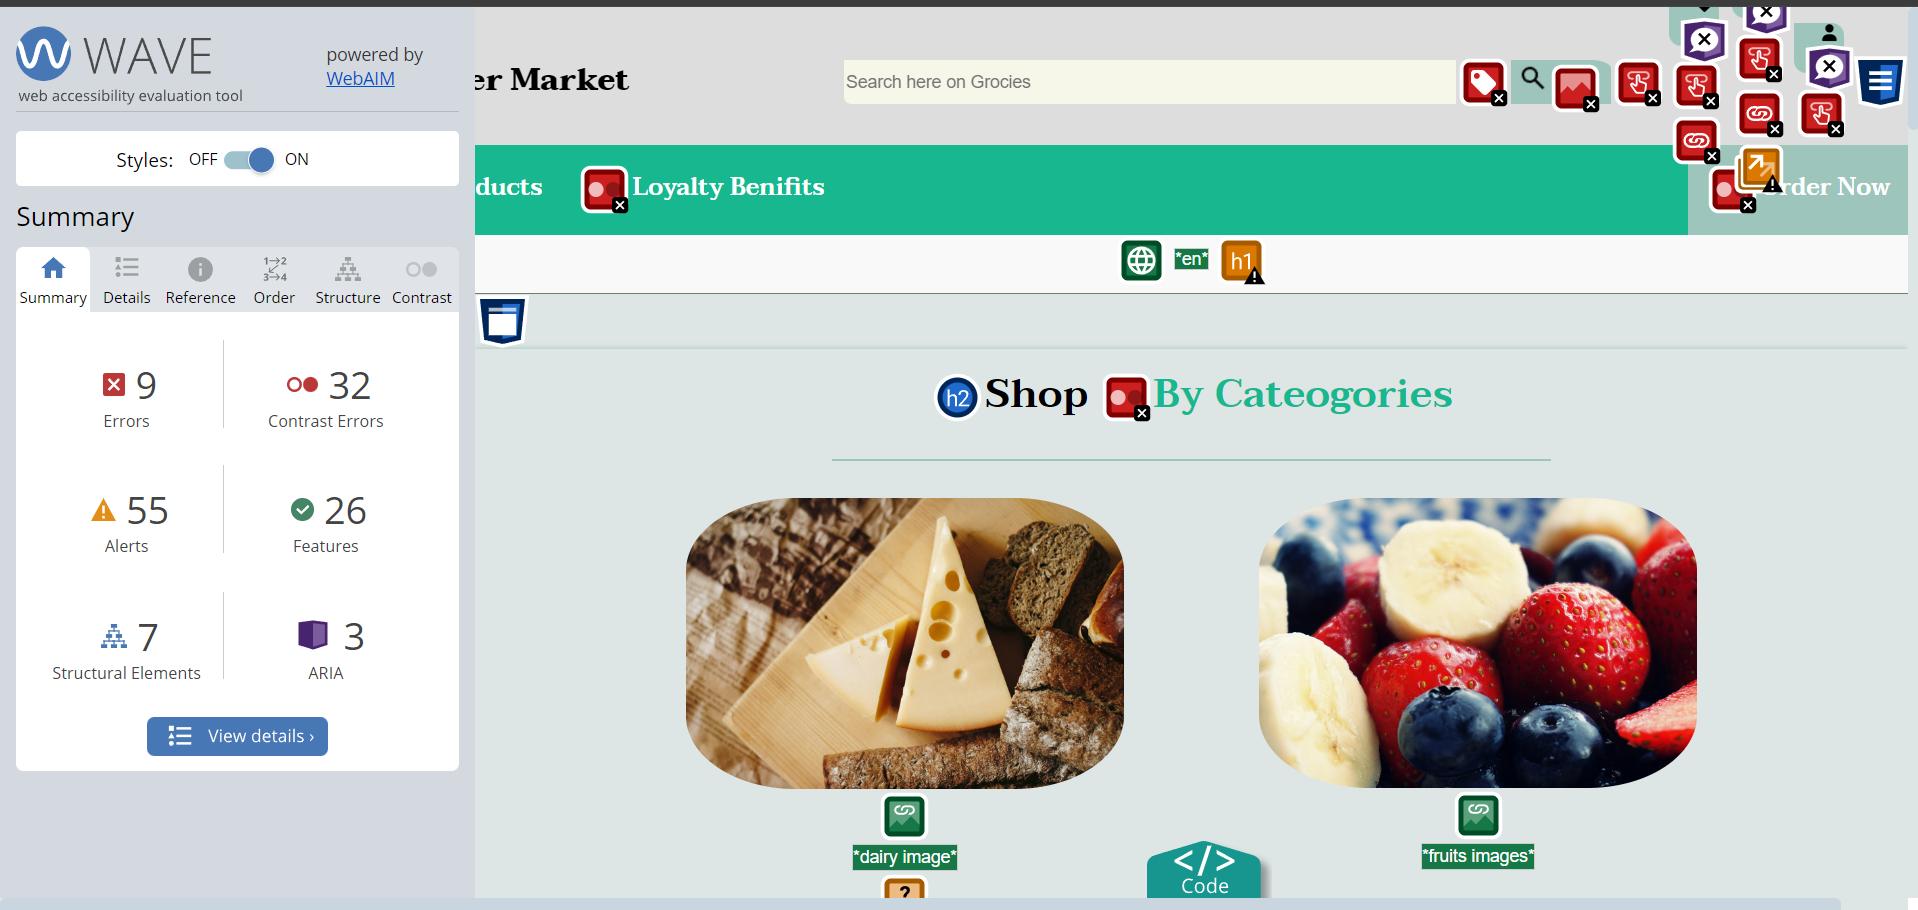 WAVE
powered by
WebAIM
web accessibility evaluation tool
Styles: OFF ON
Summary
Summary Details Reference Order Structure Contrast
9
Errors
32
Contrast Errors
55
Alerts
26
Features
7
Structural Elements
3
ARIA
View details ›
er Market
Search here on Grocies
ducts
Loyalty Benifits
rder Now
*en*
h1
h2
Shop By Cateogories
*dairy image*
*fruits images*
?
</>
Code